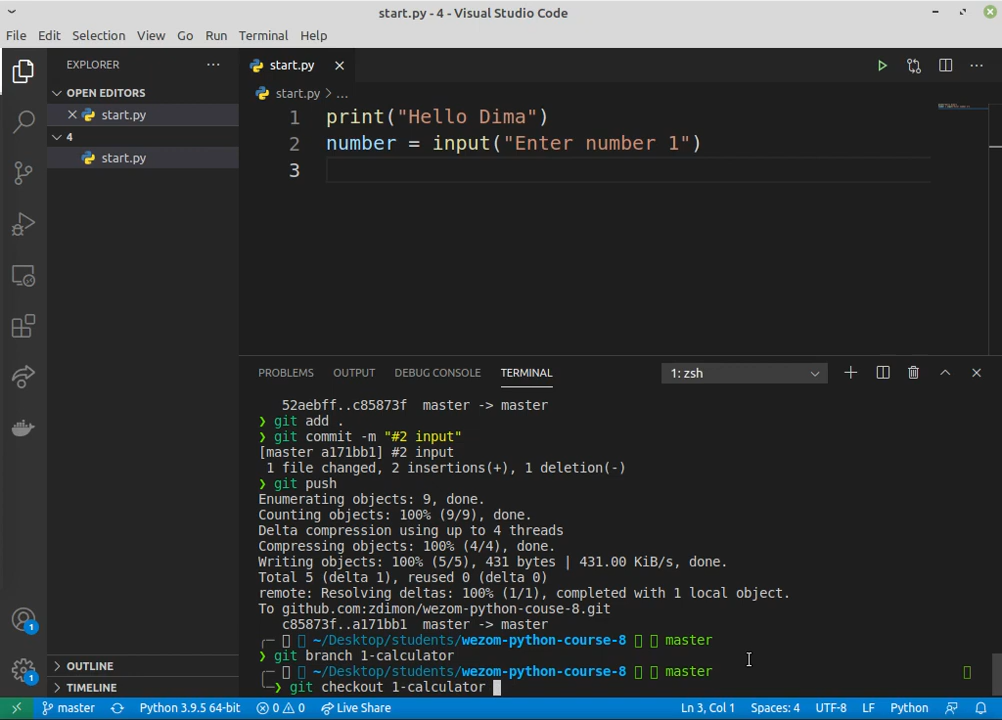 start.py - 4 - Visual Studio Code
File Edit Selection View Go Run Terminal Help
EXPLORER
start.py
OPEN EDITORS
start.py
start.py > ...
4
start.py
1 print("Hello Dima")
2 number = input("Enter number 1")
3
PROBLEMS OUTPUT DEBUG CONSOLE TERMINAL 1: zsh
52aebff..c85873f master -> master
❯ git add .
❯ git commit -m "#2 input"
[master a171bb1] #2 input
1 file changed, 2 insertions(+), 1 deletion(-)
❯ git push
Enumerating objects: 9, done.
Counting objects: 100% (9/9), done.
Delta compression using up to 4 threads
Compressing objects: 100% (4/4), done.
Writing objects: 100% (5/5), 431 bytes | 431.00 KiB/s, done.
Total 5 (delta 1), reused 0 (delta 0)
remote: Resolving deltas: 100% (1/1), completed with 1 local object.
To github.com:zdimon/wezom-python-couse-8.git
c85873f..a171bb1 master -> master
~/Desktop/students/wezom-python-course-8 master
❯ git branch 1-calculator
~/Desktop/students/wezom-python-course-8 master
❯ git checkout 1-calculator
1
1
OUTLINE
TIMELINE
master Python 3.9.5 64-bit 0 0 Live Share Ln 3, Col 1 Spaces: 4 UTF-8 LF Python